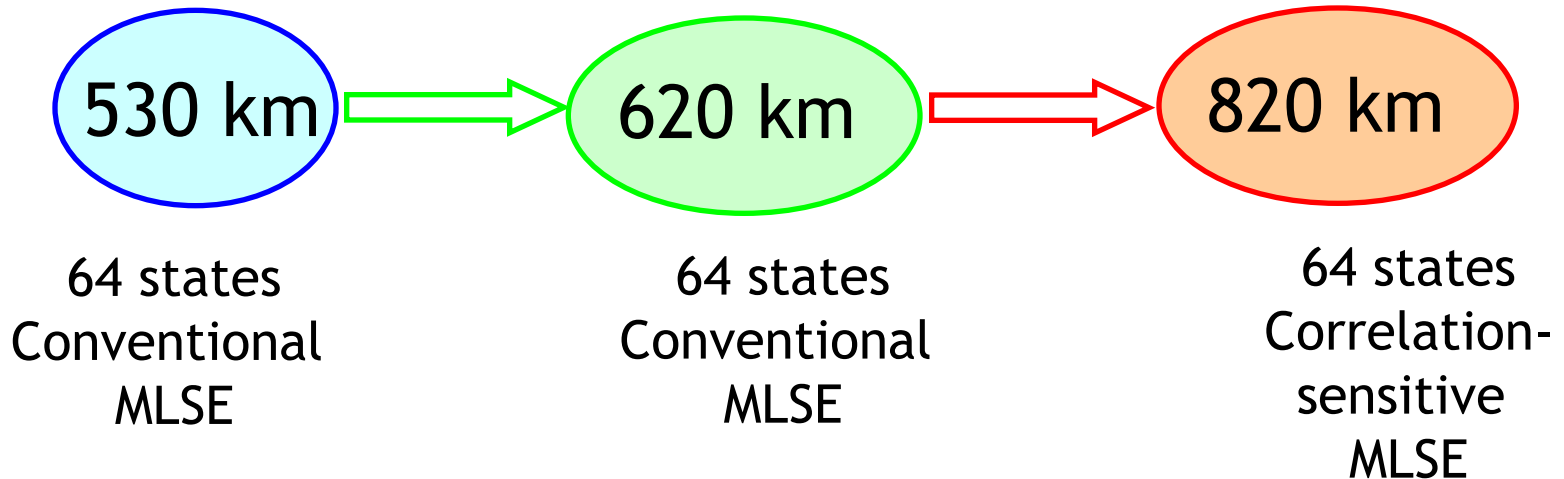 530 km
620 km
820 km
64 states
Conventional
MLSE
64 states
Conventional
MLSE
64 states
Correlation-
sensitive
MLSE